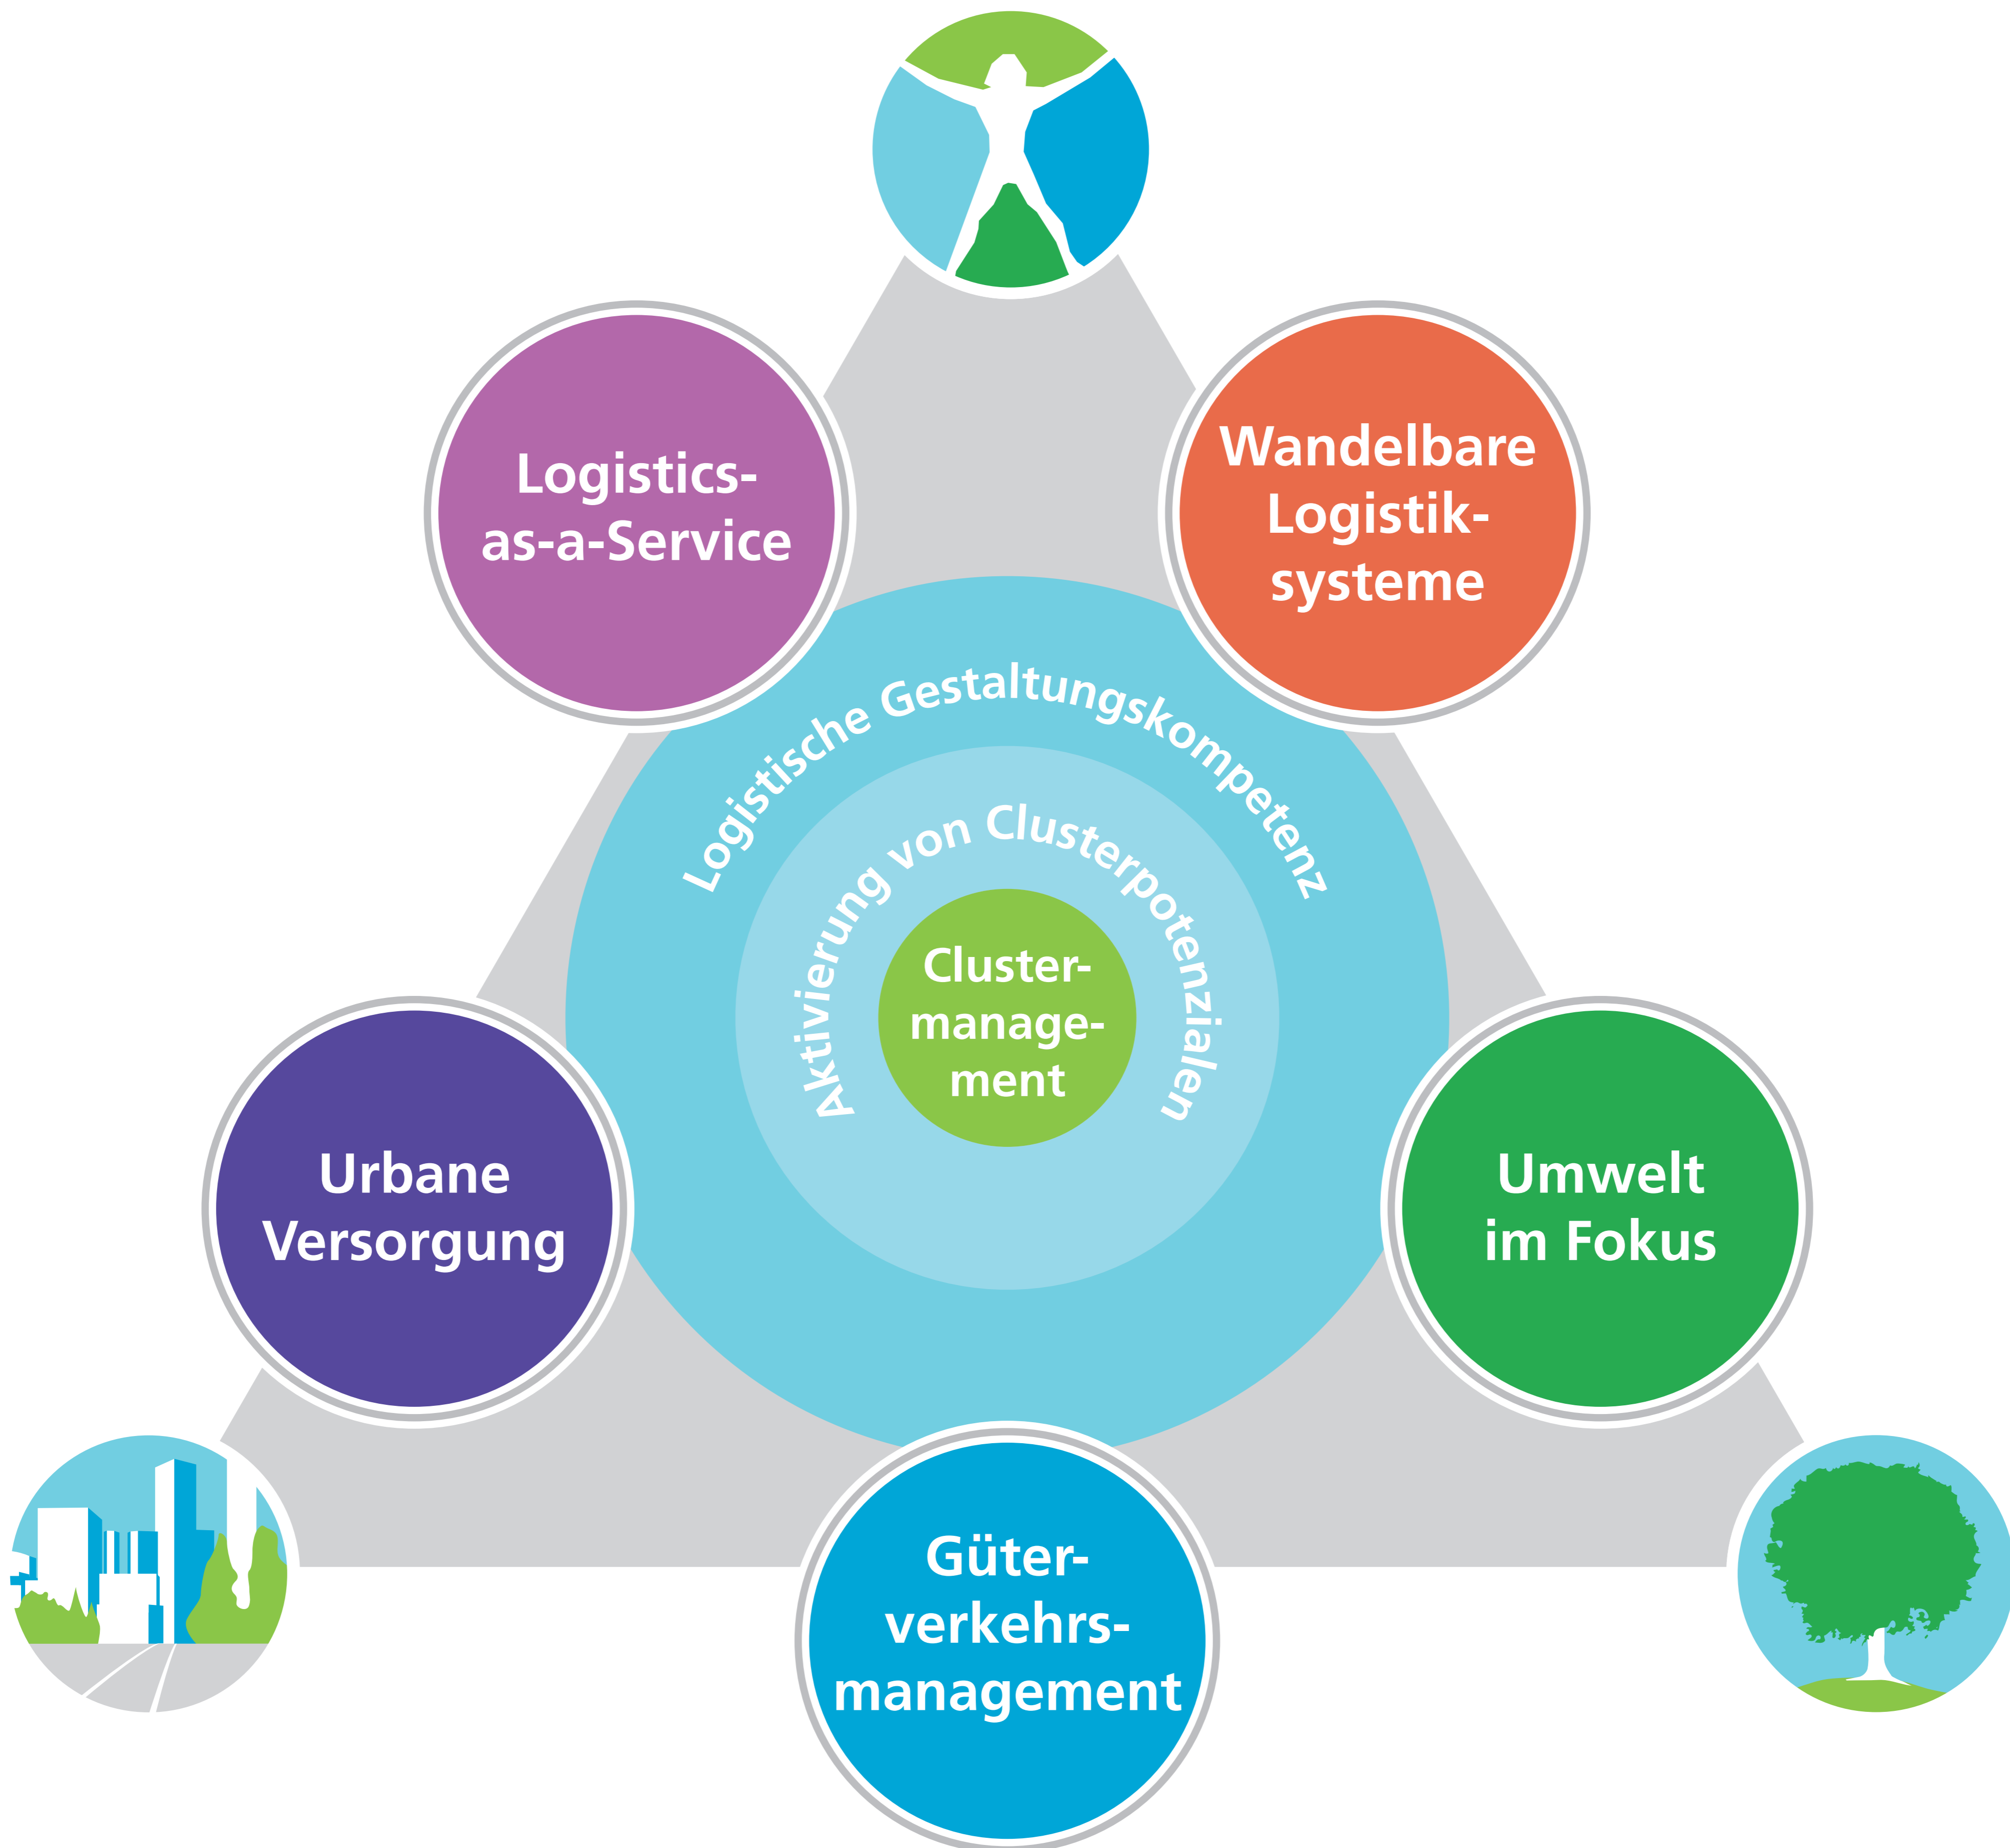 Logistics-
as-a-Service
Wandelbare
Logistik-
systeme
Logistische Gestaltungskompetenz
Aktivierung von Clusterpotenzialen
Cluster-
manage-
ment
Urbane
Versorgung
Umwelt
im Fokus
Güter-
verkehrs-
management